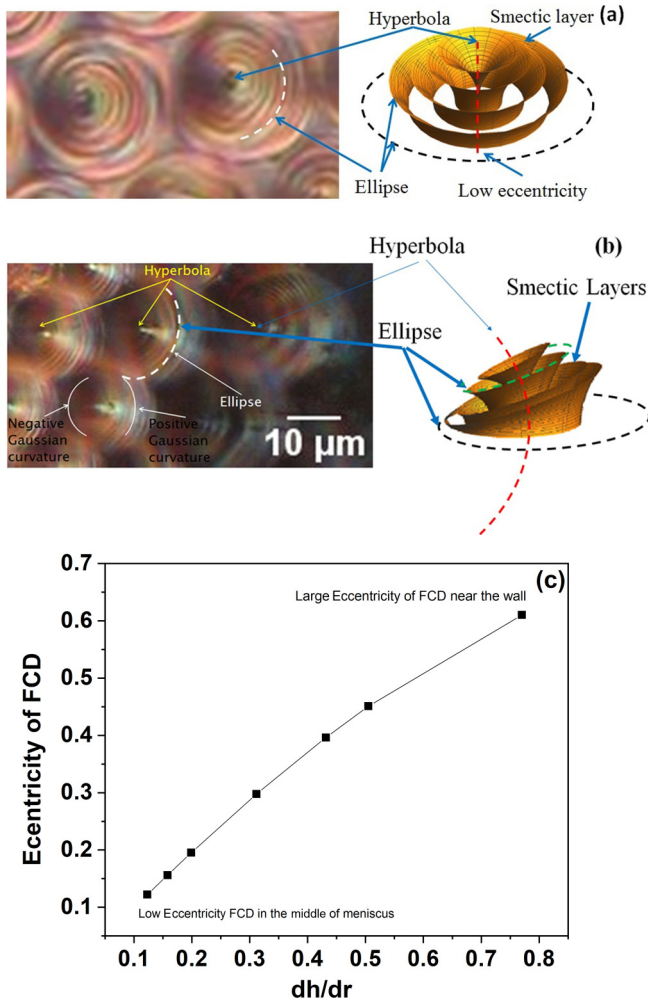 Hyperbola
Smectic layer
(a)
Ellipse
Low eccentricity
Hyperbola
(b)
Smectic Layers
Ellipse
Hyperbola
Ellipse
Negative
Gaussian
curvature
Positive
Gaussian
curvature
10 µm
0.7
0.6
0.5
0.4
0.3
0.2
0.1
Ecentricity of FCD
(c)
Large Eccentricity of FCD near the wall
Low Eccentricity FCD in the middle of meniscus
0.1 0.2 0.3 0.4 0.5 0.6 0.7 0.8
dh/dr